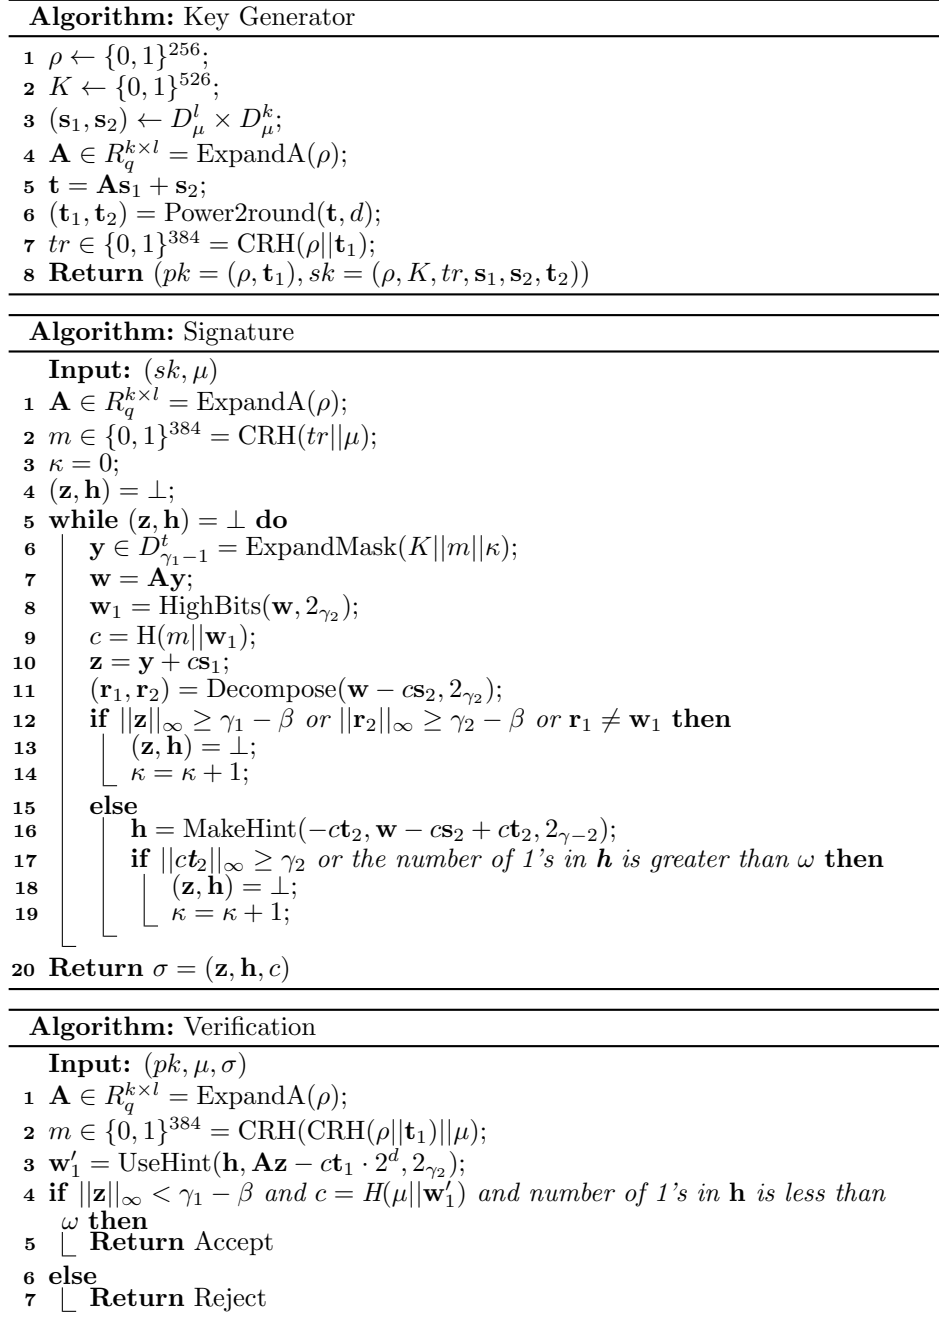 Algorithm: Key Generator
1 ρ ← {0, 1}^256;
2 K ← {0, 1}^526;
3 (s₁, s₂) ← D_μ^l × D_μ^k;
4 A ∈ R_q^{k×l} = ExpandA(ρ);
5 t = As₁ + s₂;
6 (t₁, t₂) = Power2round(t, d);
7 tr ∈ {0, 1}^384 = CRH(ρ||t₁);
8 Return (pk = (ρ, t₁), sk = (ρ, K, tr, s₁, s₂, t₂))
Algorithm: Signature
Input: (sk, μ)
1 A ∈ R_q^{k×l} = ExpandA(ρ);
2 m ∈ {0, 1}^384 = CRH(tr||μ);
3 κ = 0;
4 (z, h) = ⊥;
5 while (z, h) = ⊥ do
6 y ∈ D_{γ₁−1}^t = ExpandMask(K||m||κ);
7 w = Ay;
8 w₁ = HighBits(w, 2_{γ₂});
9 c = H(m||w₁);
10 z = y + cs₁;
11 (r₁, r₂) = Decompose(w − cs₂, 2_{γ₂});
12 if ||z||_∞ ≥ γ₁ − β or ||r₂||_∞ ≥ γ₂ − β or r₁ ≠ w₁ then
13 (z, h) = ⊥;
14 κ = κ + 1;
15 else
16 h = MakeHint(−ct₂, w − cs₂ + ct₂, 2_{γ−2});
17 if ||ct₂||_∞ ≥ γ₂ or the number of 1's in h is greater than ω then
18 (z, h) = ⊥;
19 κ = κ + 1;
20 Return σ = (z, h, c)
Algorithm: Verification
Input: (pk, μ, σ)
1 A ∈ R_q^{k×l} = ExpandA(ρ);
2 m ∈ {0, 1}^384 = CRH(CRH(ρ||t₁)||μ);
3 w′₁ = UseHint(h, Az − ct₁ · 2^d, 2_{γ₂});
4 if ||z||_∞ < γ₁ − β and c = H(μ||w′₁) and number of 1's in h is less than
ω then
5 Return Accept
6 else
7 Return Reject